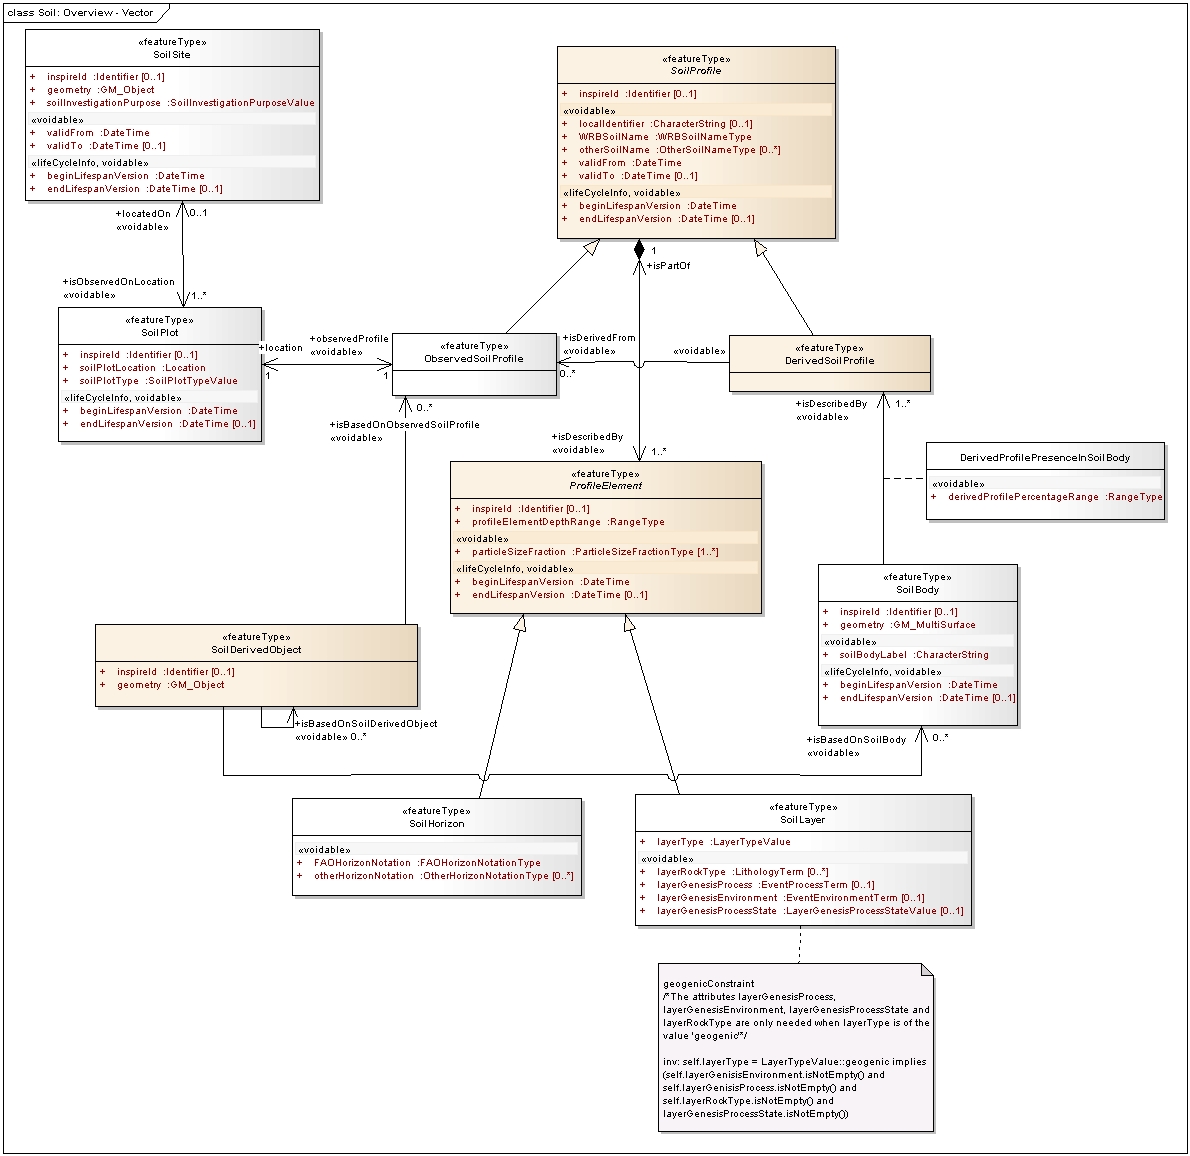 class Soil: Overview - Vector
«featureType»
SoilSite
+ inspireId :Identifier [0..1]
+ geometry :GM_Object
+ soilInvestigationPurpose :SoilInvestigationPurposeValue
«voidable»
+ validFrom :DateTime
+ validTo :DateTime [0..1]
«lifeCycleInfo, voidable»
+ beginLifespanVersion :DateTime
+ endLifespanVersion :DateTime [0..1]
«featureType»
SoilProfile
+ inspireId :Identifier [0..1]
«voidable»
+ localIdentifier :CharacterString [0..1]
+ WRBSoilName :WRBSoilNameType
+ otherSoilName :OtherSoilNameType [0..*]
+ validFrom :DateTime
+ validTo :DateTime [0..1]
«lifeCycleInfo, voidable»
+ beginLifespanVersion :DateTime
+ endLifespanVersion :DateTime [0..1]
+locatedOn 0..1
«voidable»
1
+isPartOf
+isObservedOnLocation
«voidable» 1..*
«featureType»
SoilPlot
+ inspireId :Identifier [0..1]
+ soilPlotLocation :Location
+ soilPlotType :SoilPlotTypeValue
«lifeCycleInfo, voidable»
+ beginLifespanVersion :DateTime
+ endLifespanVersion :DateTime [0..1]
+location
1
+observedProfile
«voidable»
1
«featureType»
ObservedSoilProfile
+isDerivedFrom
«voidable»
0..*
«voidable»
«featureType»
DerivedSoilProfile
0..*
+isBasedOnObservedSoilProfile
«voidable»
+isDescribedBy 1..*
«voidable»
+isDescribedBy
«voidable» 1..*
DerivedProfilePresenceInSoilBody
«voidable»
+ derivedProfilePercentageRange :RangeType
«featureType»
ProfileElement
+ inspireId :Identifier [0..1]
+ profileElementDepthRange :RangeType
«voidable»
+ particleSizeFraction :ParticleSizeFractionType [1..*]
«lifeCycleInfo, voidable»
+ beginLifespanVersion :DateTime
+ endLifespanVersion :DateTime [0..1]
«featureType»
SoilBody
+ inspireId :Identifier [0..1]
+ geometry :GM_MultiSurface
«voidable»
+ soilBodyLabel :CharacterString
«lifeCycleInfo, voidable»
+ beginLifespanVersion :DateTime
+ endLifespanVersion :DateTime [0..1]
«featureType»
SoilDerivedObject
+ inspireId :Identifier [0..1]
+ geometry :GM_Object
+isBasedOnSoilDerivedObject
«voidable» 0..*
+isBasedOnSoilBody 0..*
«voidable»
«featureType»
SoilHorizon
«voidable»
+ FAOHorizonNotation :FAOHorizonNotationType
+ otherHorizonNotation :OtherHorizonNotationType [0..*]
«featureType»
SoilLayer
+ layerType :LayerTypeValue
«voidable»
+ layerRockType :LithologyTerm [0..*]
+ layerGenesisProcess :EventProcessTerm [0..1]
+ layerGenesisEnvironment :EventEnvironmentTerm [0..1]
+ layerGenesisProcessState :LayerGenesisProcessStateValue [0..1]
geogenicConstraint
/*The attributes layerGenesisProcess,
layerGenesisEnvironment, layerGenesisProcessState and
layerRockType are only needed when layerType is of the
value 'geogenic'*/
inv: self.layerType = LayerTypeValue::geogenic implies
(self.layerGenisisEnvironment.isNotEmpty() and
self.layerGenisisProcess.isNotEmpty() and
self.layerRockType.isNotEmpty() and
layerGenesisProcessState.isNotEmpty())